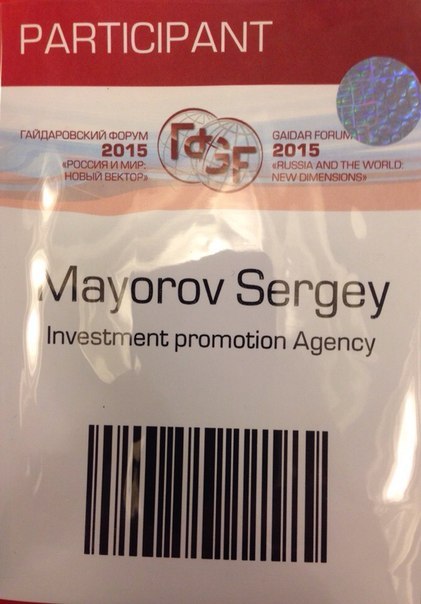 PARTICIPANT
ГАЙДАРОВСКИЙ ФОРУМ
2015
«РОССИЯ И МИР:
НОВЫЙ ВЕКТОР»
ГФ
GF
GAIDAR FORUM
2015
«RUSSIA AND THE WORLD:
NEW DIMENSIONS»
Mayorov Sergey
Investment promotion Agency